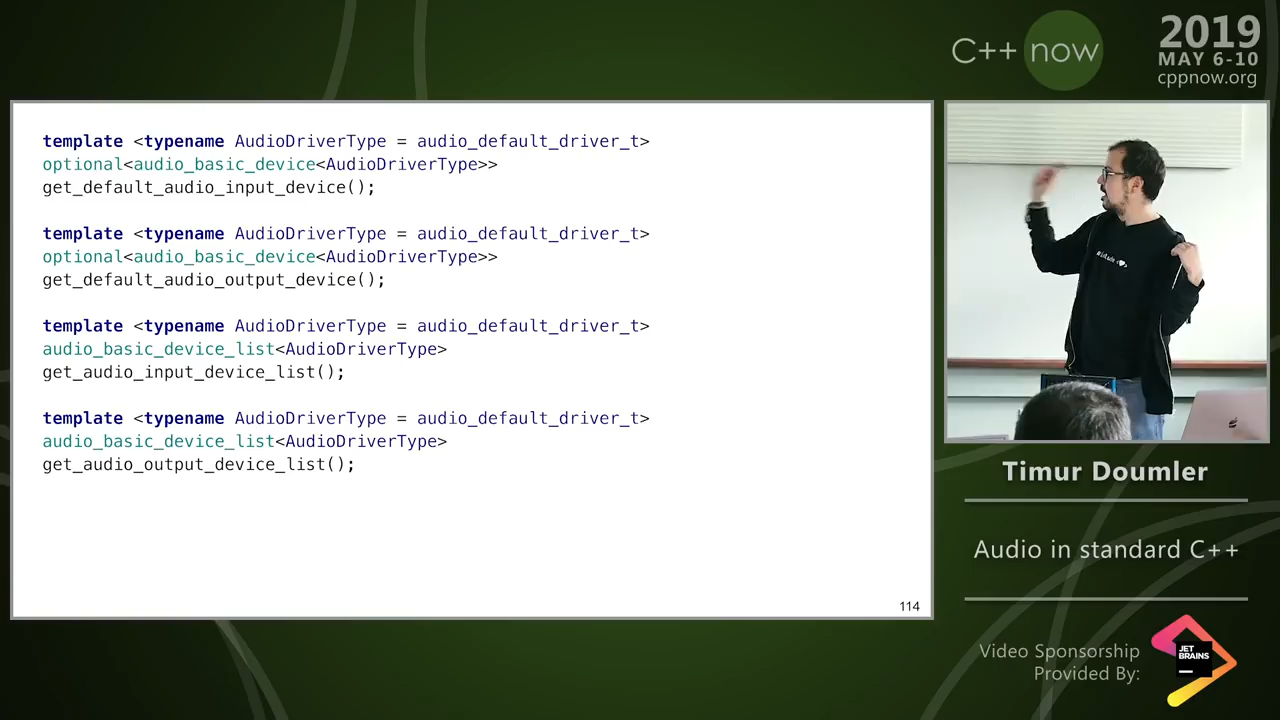 C++ now
2019
MAY 6-10
cppnow.org
template <typename AudioDriverType = audio_default_driver_t>
optional<audio_basic_device<AudioDriverType>>
get_default_audio_input_device();
template <typename AudioDriverType = audio_default_driver_t>
optional<audio_basic_device<AudioDriverType>>
get_default_audio_output_device();
template <typename AudioDriverType = audio_default_driver_t>
audio_basic_device_list<AudioDriverType>
get_audio_input_device_list();
template <typename AudioDriverType = audio_default_driver_t>
audio_basic_device_list<AudioDriverType>
get_audio_output_device_list();
114
Timur Doumler
Audio in standard C++
Video Sponsorship
Provided By:
JET
BRAINS